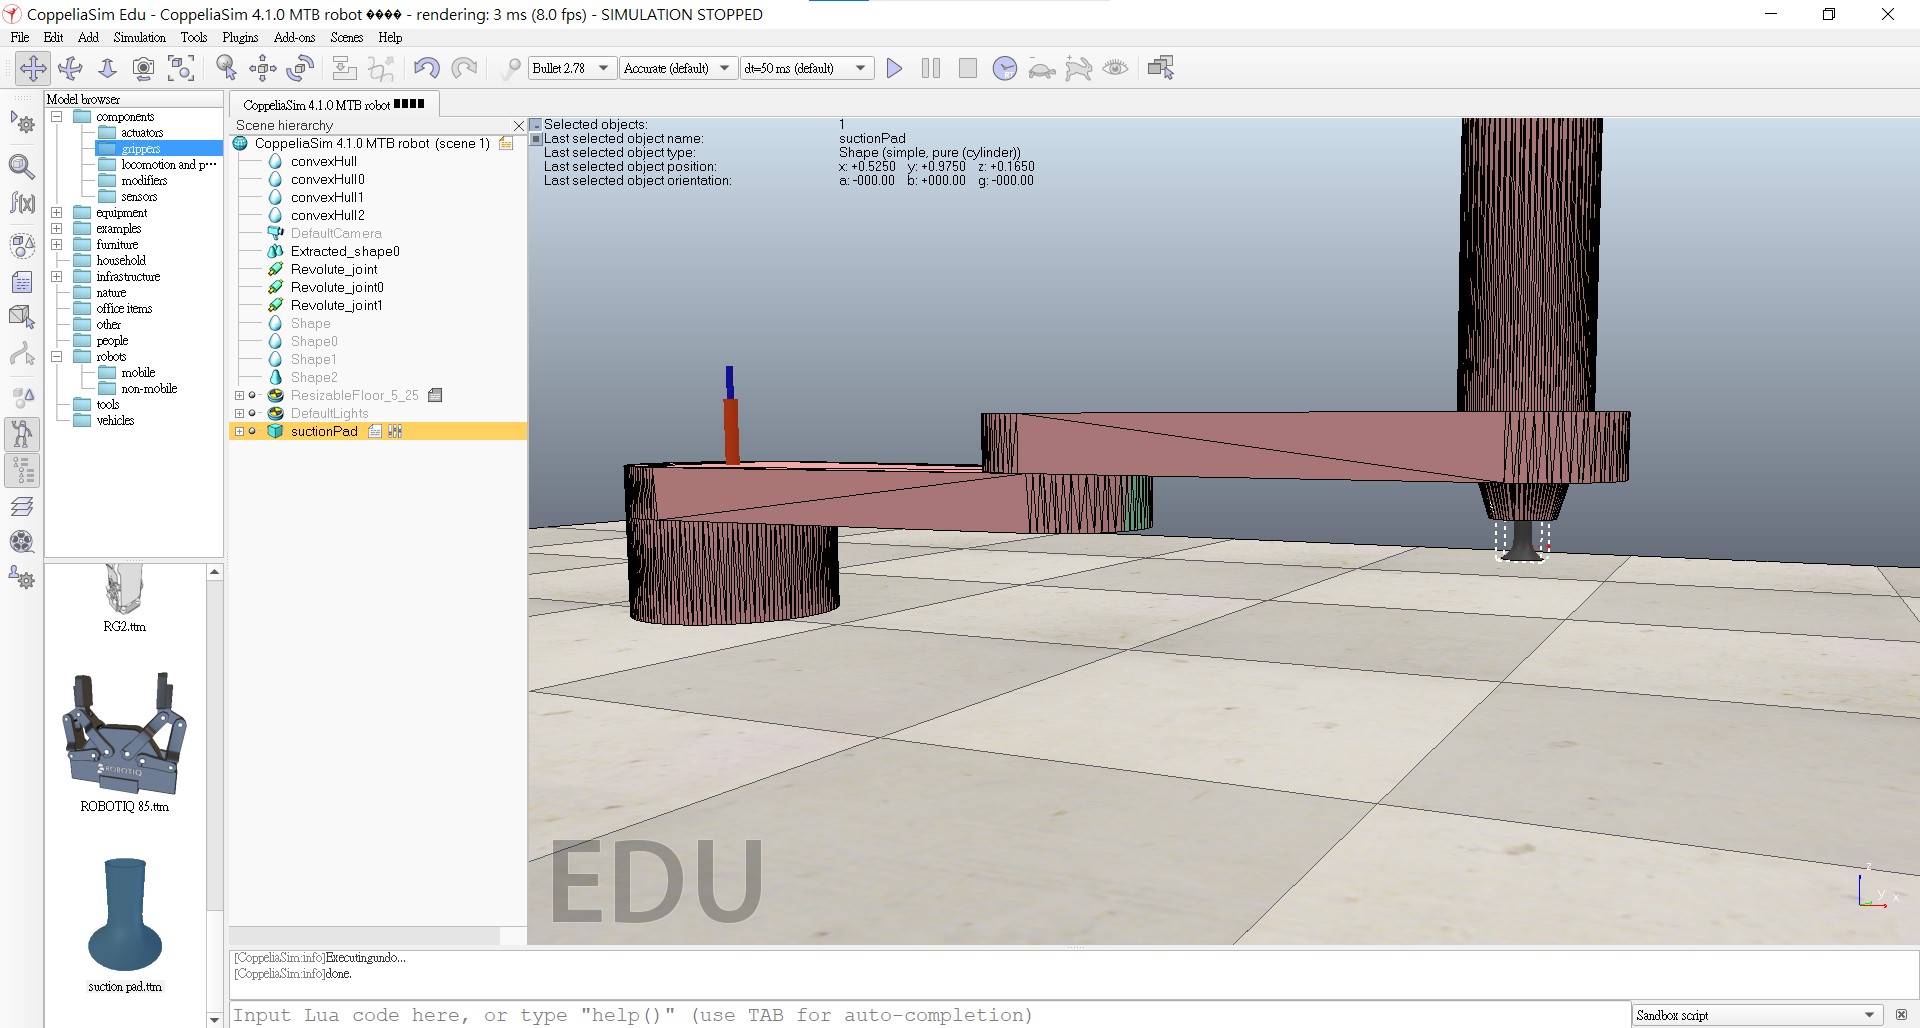 CoppeliaSim Edu - CoppeliaSim 4.1.0 MTB robot ���� - rendering: 3 ms (8.0 fps) - SIMULATION STOPPED
File Edit Add Simulation Tools Plugins Add-ons Scenes Help
Bullet 2.78 Accurate (default) dt=50 ms (default) RT
Model browser
components
actuators
grippers
locomotion and p···
modifiers
sensors
equipment
examples
furniture
household
infrastructure
nature
office items
other
people
robots
mobile
non-mobile
tools
vehicles
RG2.ttm
ROBOTIQ
ROBOTIQ 85.ttm
suction pad.ttm
CoppeliaSim 4.1.0 MTB robot ■■■■
Scene hierarchy
CoppeliaSim 4.1.0 MTB robot (scene 1)
convexHull
convexHull0
convexHull1
convexHull2
DefaultCamera
Extracted_shape0
Revolute_joint
Revolute_joint0
Revolute_joint1
Shape
Shape0
Shape1
Shape2
ResizableFloor_5_25
DefaultLights
suctionPad
Selected objects: 1
Last selected object name: suctionPad
Last selected object type: Shape (simple, pure (cylinder))
Last selected object position: x: +0.5250 y: +0.9750 z: +0.1650
Last selected object orientation: a: -000.00 b: +000.00 g: -000.00
EDU
z
y
x
[CoppeliaSim:info]Executingundo...
[CoppeliaSim:info]done.
Input Lua code here, or type "help()" (use TAB for auto-completion)
Sandbox script
f(x)